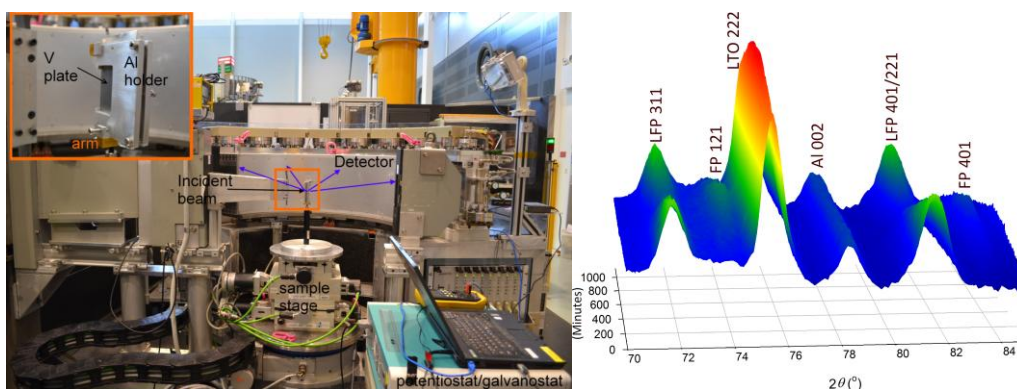 V
plate
Al
holder
arm
Detector
Incident
beam
sample
stage
potentiostat/galvanostat
LFP 311
FP 121
LTO 222
Al 002
LFP 401/221
FP 401
1000
800
600
400
200
0
(Minutes)
70 72 74 76 78 80 82 84
2θ (°)